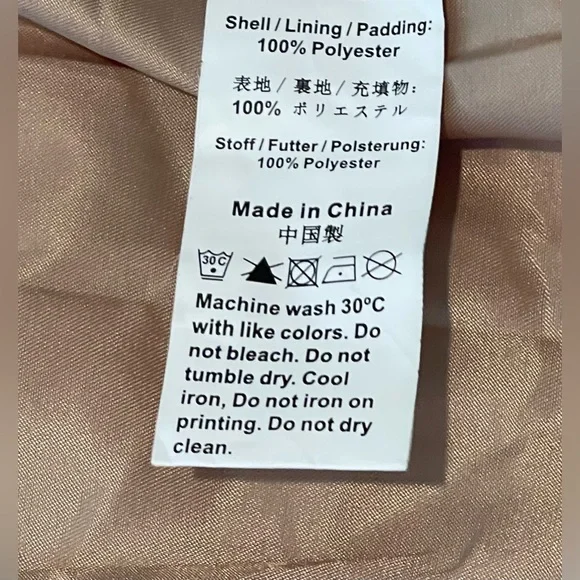 Shell / Lining / Padding:
100% Polyester
表地 / 裏地 / 充填物:
100% ポリエステル
Stoff / Futter / Polsterung:
100% Polyester
Made in China
中国製
30C
Machine wash 30ºC
with like colors. Do
not bleach. Do not
tumble dry. Cool
iron, Do not iron on
printing. Do not dry
clean.